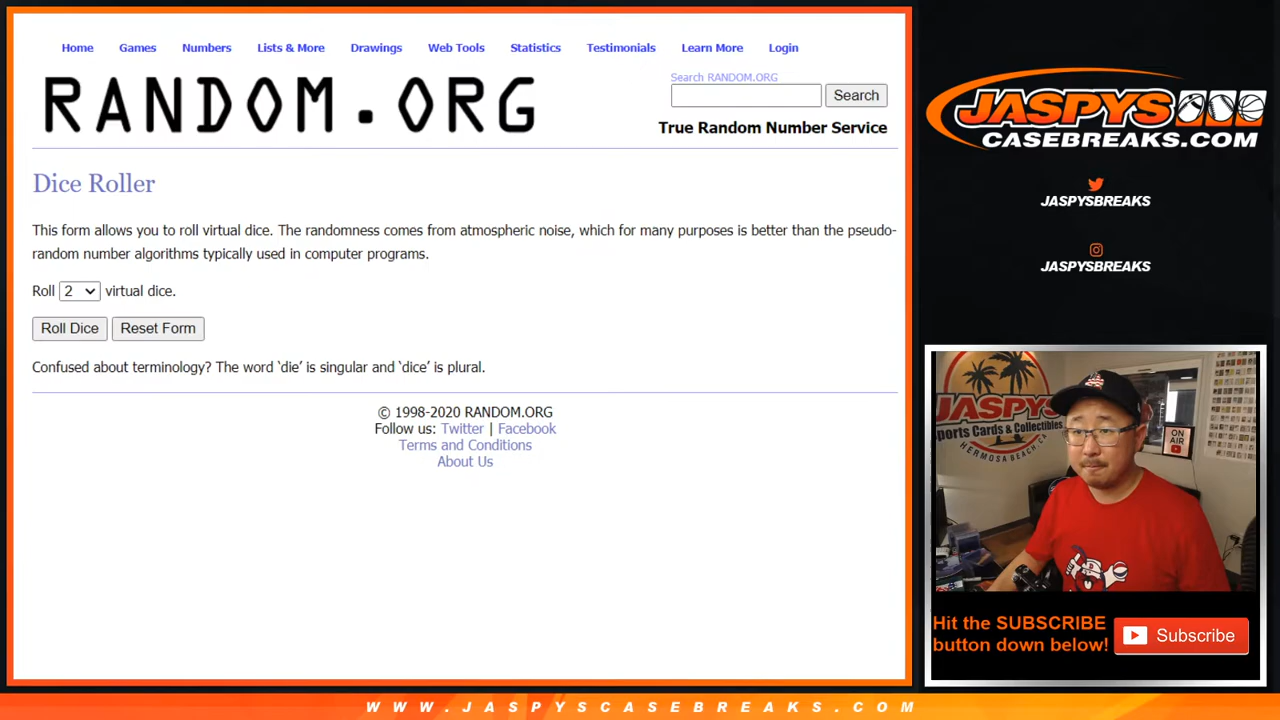 Home Games Numbers Lists & More Drawings Web Tools Statistics Testimonials Learn More Login
RANDOM.ORG
Search RANDOM.ORG
Search
True Random Number Service
Dice Roller
This form allows you to roll virtual dice. The randomness comes from atmospheric noise, which for many purposes is better than the pseudo-
random number algorithms typically used in computer programs.
Roll 2 virtual dice.
Roll Dice Reset Form
Confused about terminology? The word ‘die’ is singular and ‘dice’ is plural.
© 1998-2020 RANDOM.ORG
Follow us: Twitter | Facebook
Terms and Conditions
About Us
JASPYS
CASEBREAKS.COM
JASPYSBREAKS
JASPYSBREAKS
JASPYS
Sports Cards & Collectibles
HERMOSA BEACH CA
ON
AIR
Hit the SUBSCRIBE
button down below!
Subscribe
WWW.JASPYSCASEBREAKS.COM